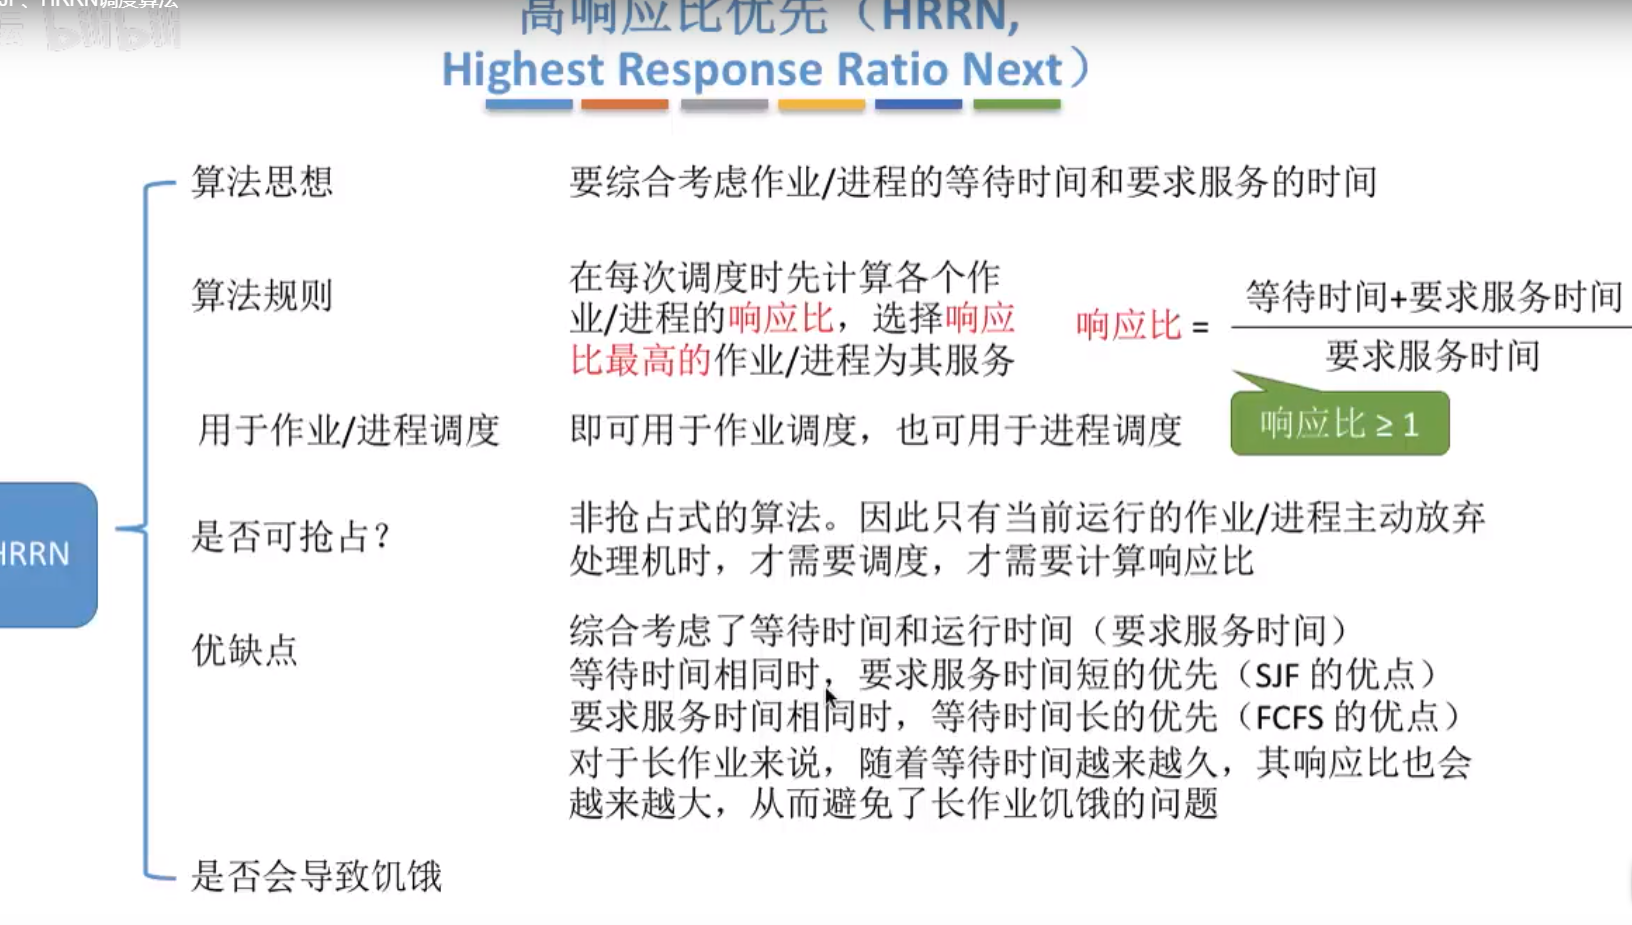 、HRRN调度算法
bilibili
高响应比优先（HRRN,
Highest Response Ratio Next）
HRRN
算法思想
要综合考虑作业/进程的等待时间和要求服务的时间
算法规则
在每次调度时先计算各个作
业/进程的响应比，选择响应
比最高的作业/进程为其服务
响应比 =
等待时间+要求服务时间
要求服务时间
响应比 ≥ 1
用于作业/进程调度
即可用于作业调度，也可用于进程调度
是否可抢占？
非抢占式的算法。因此只有当前运行的作业/进程主动放弃
处理机时，才需要调度，才需要计算响应比
优缺点
综合考虑了等待时间和运行时间（要求服务时间）
等待时间相同时，要求服务时间短的优先（SJF 的优点）
要求服务时间相同时，等待时间长的优先（FCFS 的优点）
对于长作业来说，随着等待时间越来越久，其响应比也会
越来越大，从而避免了长作业饥饿的问题
是否会导致饥饿